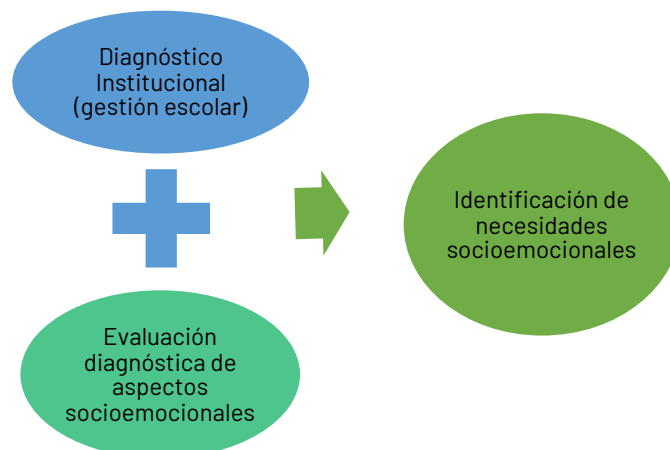 Diagnóstico
Institucional
(gestión escolar)
Evaluación
diagnóstica de
aspectos
socioemocionales
Identificación de
necesidades
socioemocionales